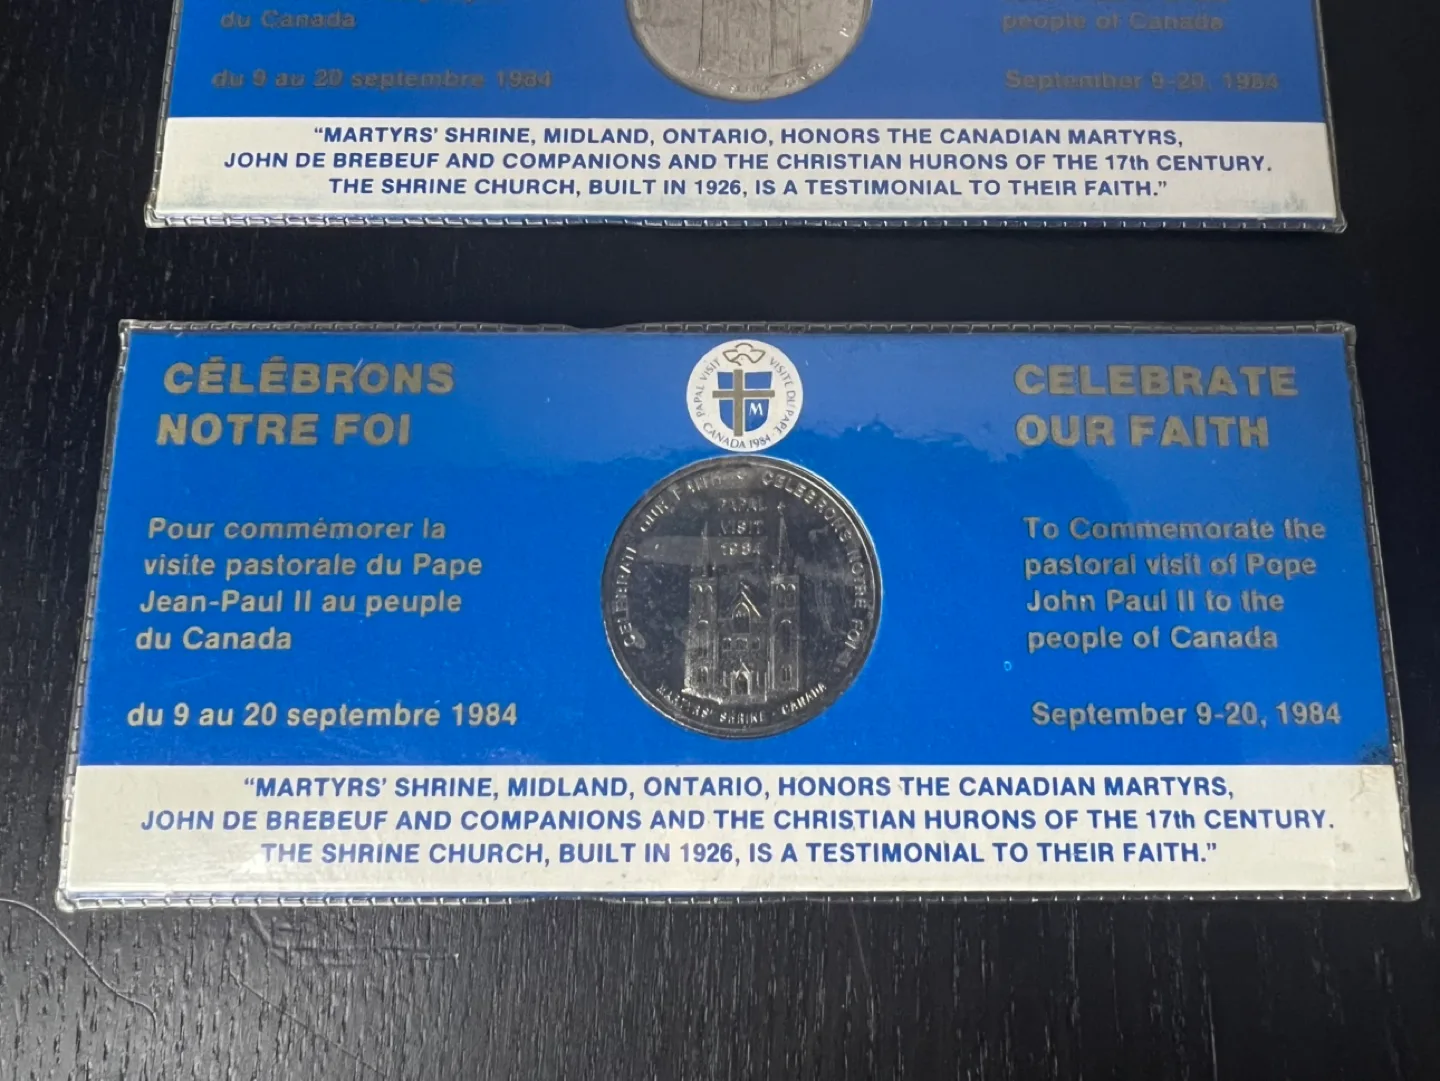 du Canada
people of Canada
du 9 au 20 septembre 1984
September 9-20, 1984
“MARTYRS’ SHRINE, MIDLAND, ONTARIO, HONORS THE CANADIAN MARTYRS,
JOHN DE BREBEUF AND COMPANIONS AND THE CHRISTIAN HURONS OF THE 17th CENTURY.
THE SHRINE CHURCH, BUILT IN 1926, IS A TESTIMONIAL TO THEIR FAITH.”
CÉLÉBRONS
NOTRE FOI
PAPAL VISIT
VISITE DU PAPE
CANADA 1984
M
CELEBRATE
OUR FAITH
Pour commémorer la
visite pastorale du Pape
Jean-Paul II au peuple
du Canada
du 9 au 20 septembre 1984
CELEBRATE OUR FAITH CELEBRONS NOTRE FOI
PAPAL
VISIT
1984
MARTYRS' SHRINE - CANADA
To Commemorate the
pastoral visit of Pope
John Paul II to the
people of Canada
September 9-20, 1984
“MARTYRS’ SHRINE, MIDLAND, ONTARIO, HONORS THE CANADIAN MARTYRS,
JOHN DE BREBEUF AND COMPANIONS AND THE CHRISTIAN HURONS OF THE 17th CENTURY.
THE SHRINE CHURCH, BUILT IN 1926, IS A TESTIMONIAL TO THEIR FAITH.”